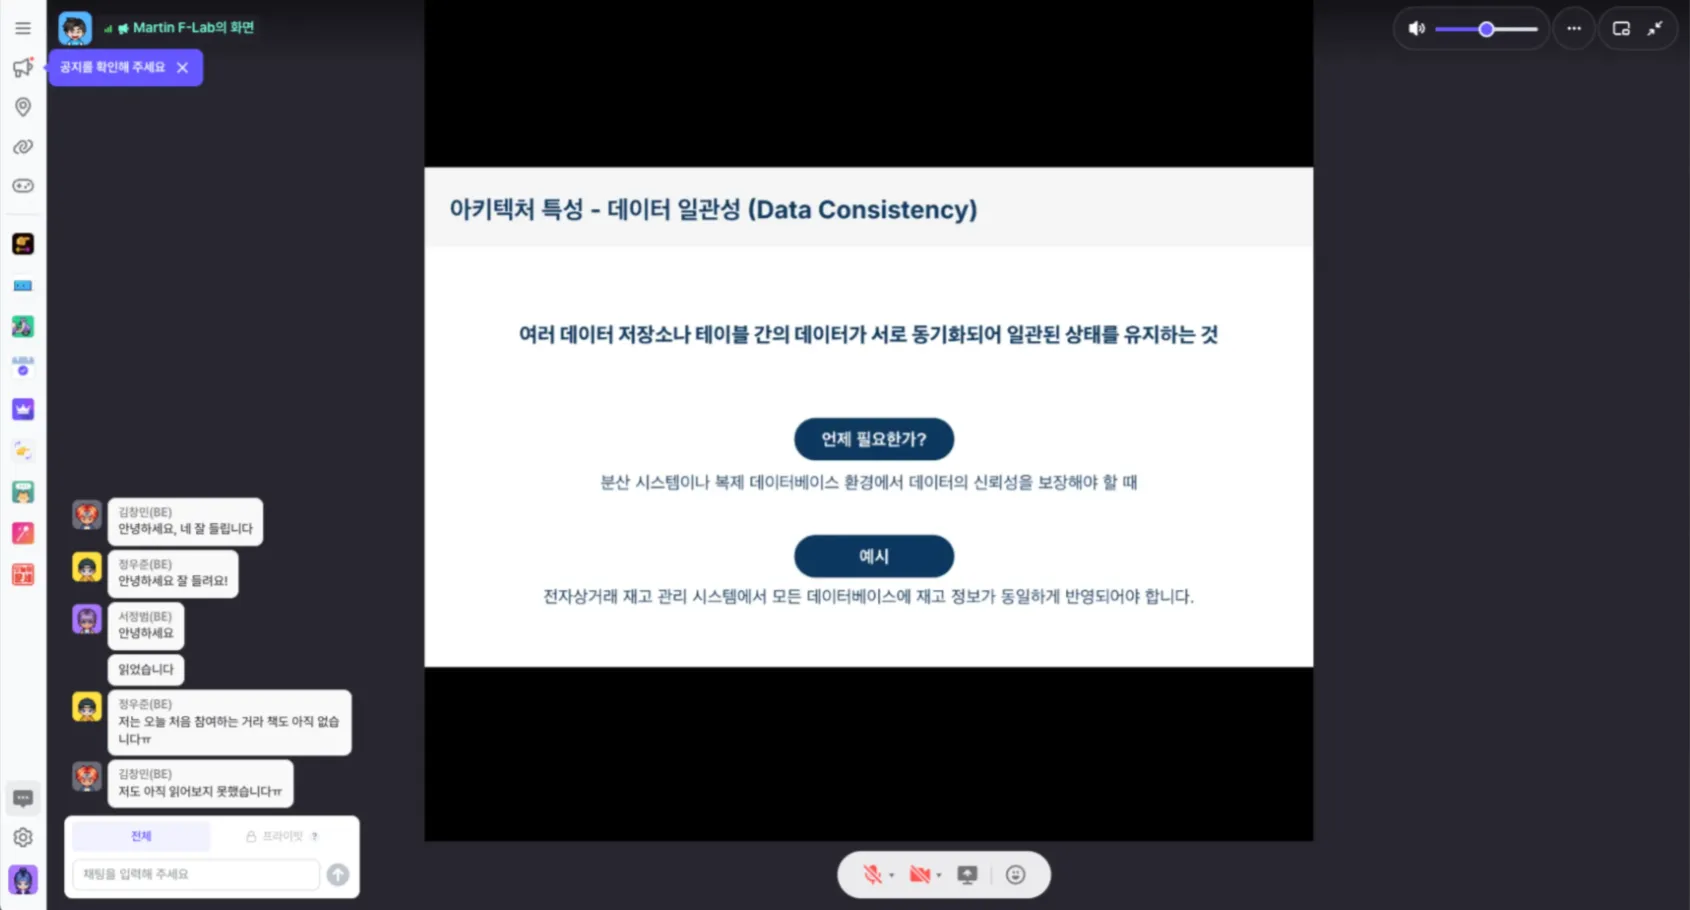 Martin F-Lab의 화면
공지를 확인해 주세요
아키텍처 특성 - 데이터 일관성 (Data Consistency)
여러 데이터 저장소나 테이블 간의 데이터가 서로 동기화되어 일관된 상태를 유지하는 것
언제 필요한가?
분산 시스템이나 복제 데이터베이스 환경에서 데이터의 신뢰성을 보장해야 할 때
예시
전자상거래 재고 관리 시스템에서 모든 데이터베이스에 재고 정보가 동일하게 반영되어야 합니다.
김창민(BE)
안녕하세요, 네 잘 들립니다
정우준(BE)
안녕하세요 잘 들려요!
서정범(BE)
안녕하세요
읽었습니다
정우준(BE)
저는 오늘 처음 참여하는 거라 책도 아직 없습
니다ㅠ
김창민(BE)
저도 아직 읽어보지 못했습니다ㅠ
전체
프라이빗 ?
채팅을 입력해 주세요